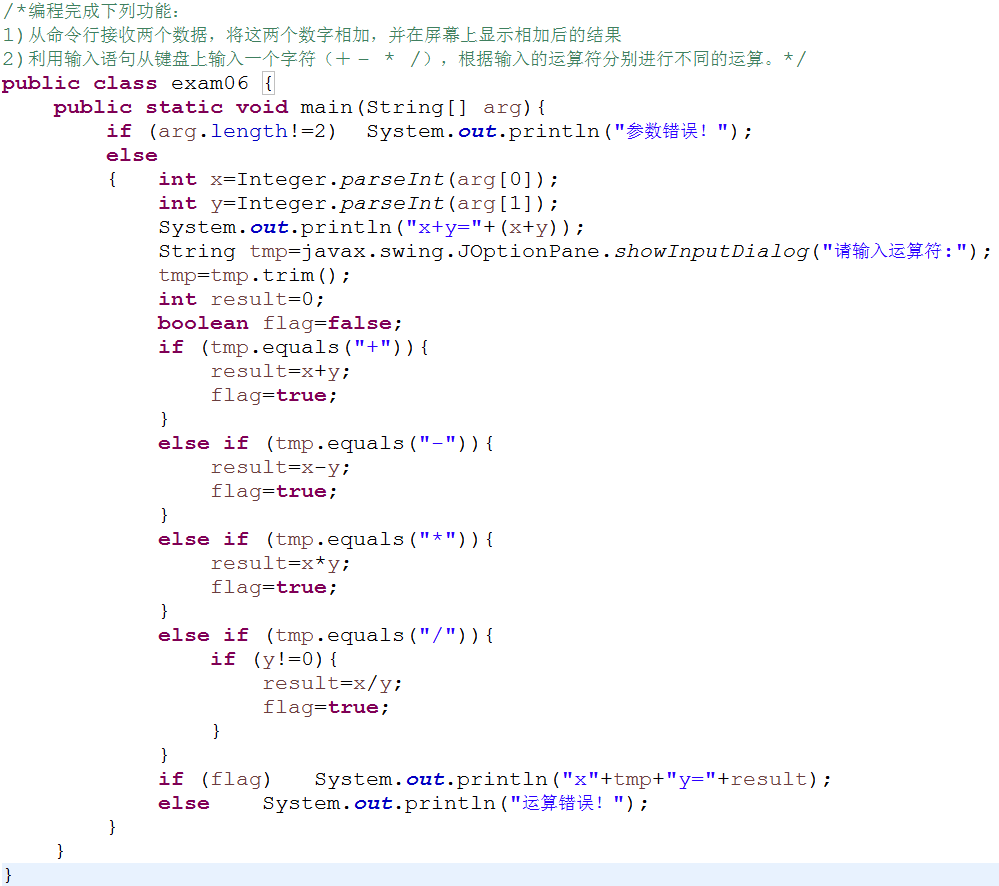 /*编程完成下列功能:
1)从命令行接收两个数据，将这两个数字相加，并在屏幕上显示相加后的结果
2)利用输入语句从键盘上输入一个字符（＋－ * /），根据输入的运算符分别进行不同的运算。*/
public class exam06 {
    public static void main(String[] arg){
        if (arg.length!=2)  System.out.println("参数错误！");
        else
        {   int x=Integer.parseInt(arg[0]);
            int y=Integer.parseInt(arg[1]);
            System.out.println("x+y="+(x+y));
            String tmp=javax.swing.JOptionPane.showInputDialog("请输入运算符:");
            tmp=tmp.trim();
            int result=0;
            boolean flag=false;
            if (tmp.equals("+")){
                result=x+y;
                flag=true;
            }
            else if (tmp.equals("-")){
                result=x-y;
                flag=true;
            }
            else if (tmp.equals("*")){
                result=x*y;
                flag=true;
            }
            else if (tmp.equals("/")){
                if (y!=0){
                    result=x/y;
                    flag=true;
                }
            }
            if (flag)   System.out.println("x"+tmp+"y="+result);
            else    System.out.println("运算错误！");
        }
    }
}